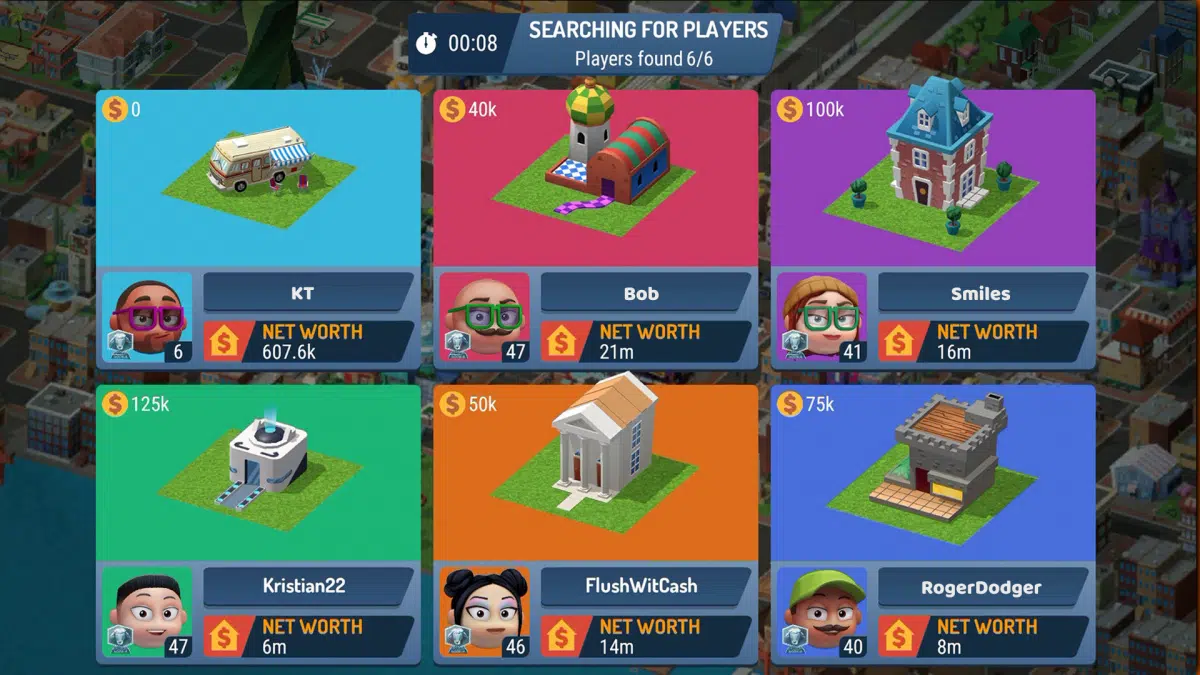 00:08
SEARCHING FOR PLAYERS
Players found 6/6
$ 0
$ 40k
$ 100k
KT
Bob
Smiles
6
$ NET WORTH
607.6k
47
$ NET WORTH
21m
41
$ NET WORTH
16m
$ 125k
$ 50k
$ 75k
Kristian22
FlushWitCash
RogerDodger
47
$ NET WORTH
6m
46
$ NET WORTH
14m
40
$ NET WORTH
8m